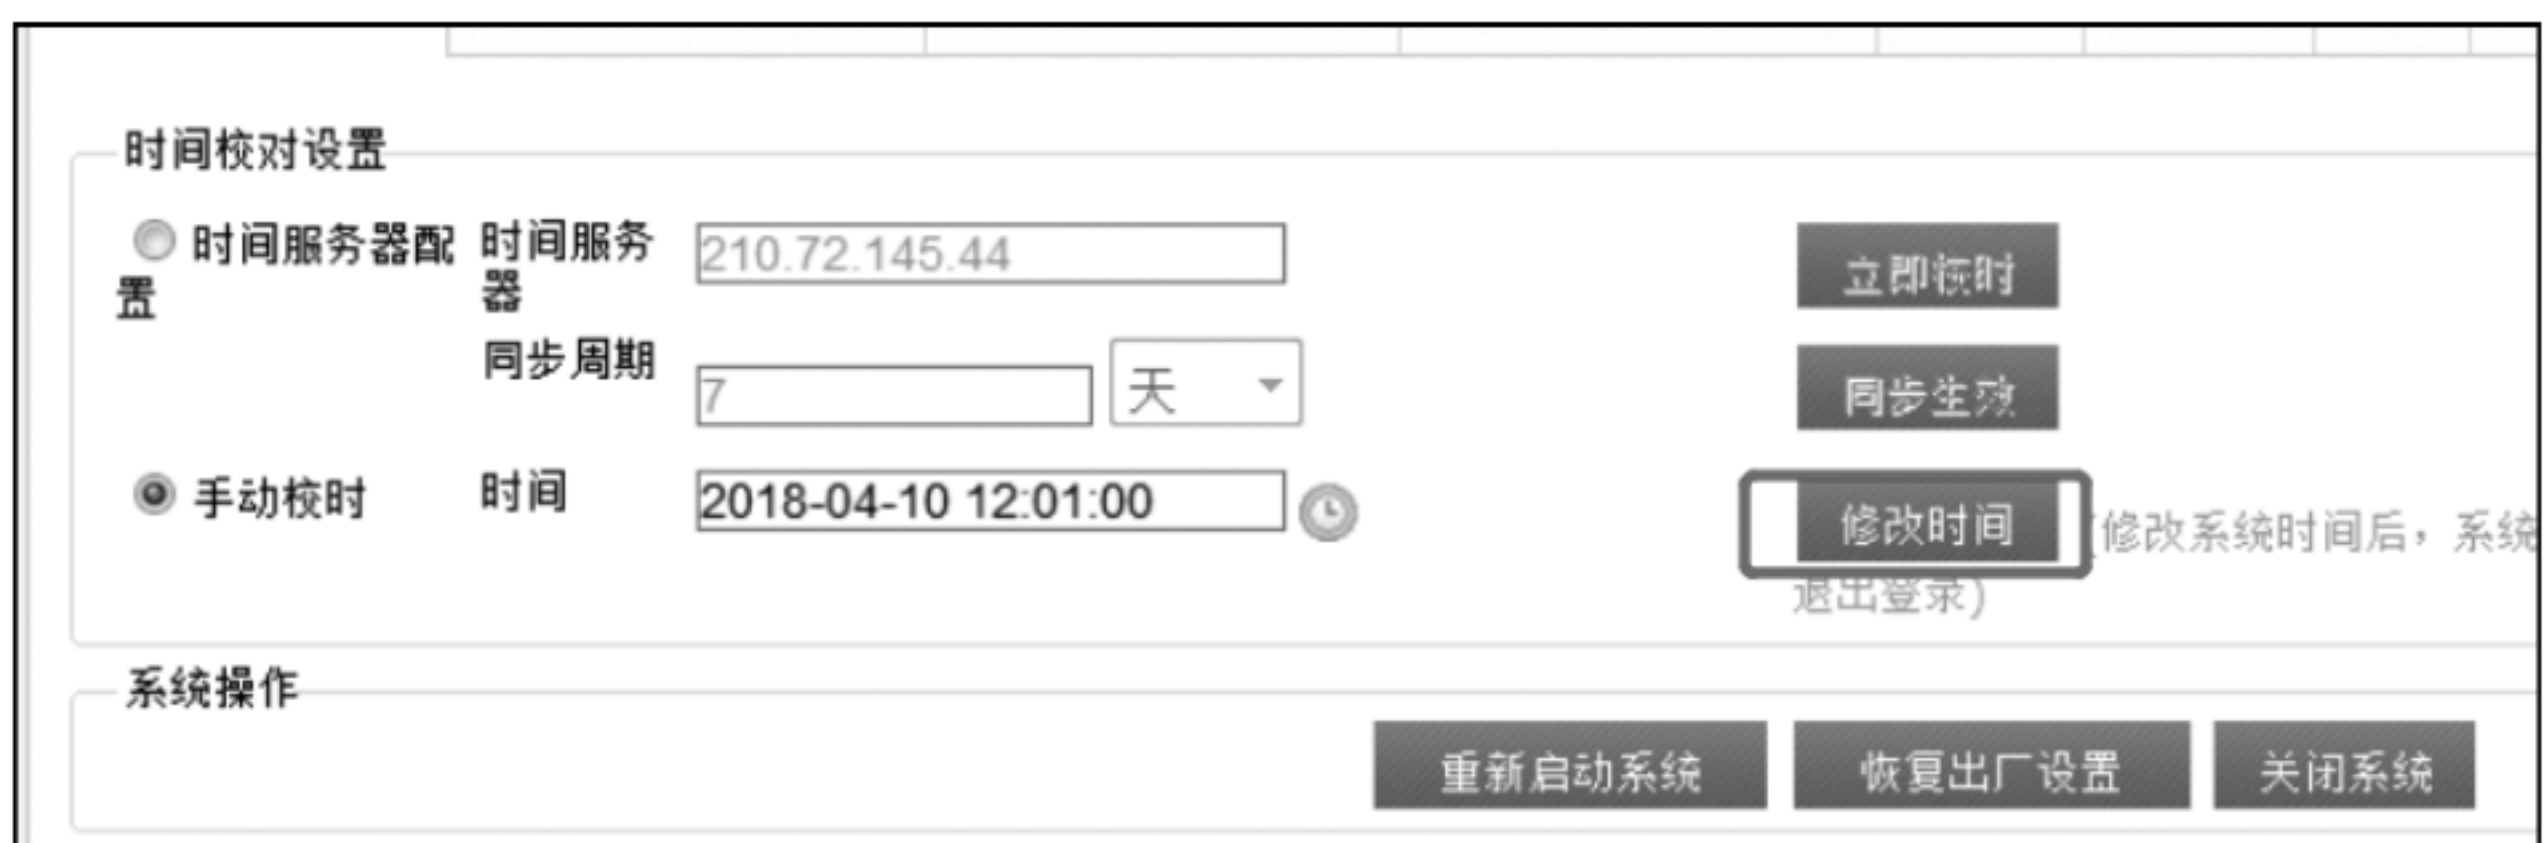 时间校对设置
时间服务器配 时间服务 210.72.145.44 立即校时
置 器
同步周期 7 天 同步生效
手动校时 时间 2018-04-10 12:01:00 修改时间 (修改系统时间后，系统
退出登录)
系统操作
重新启动系统 恢复出厂设置 关闭系统